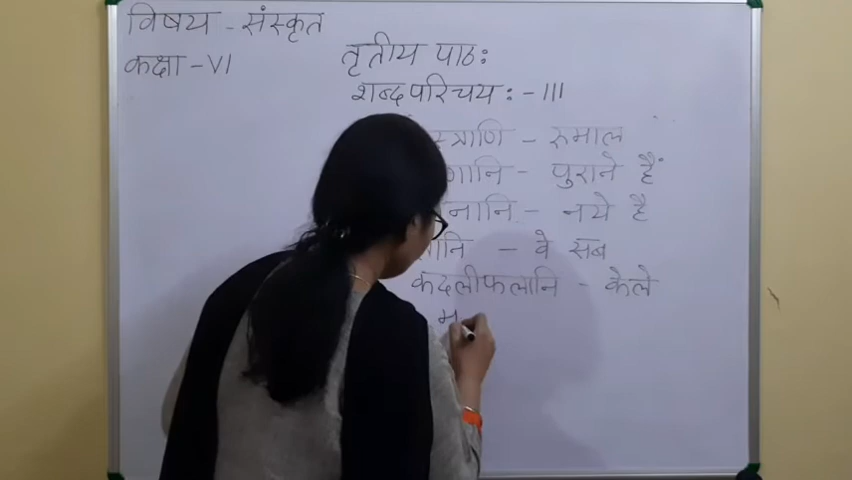 विषय - संस्कृत
कक्षा - VI
तृतीय पाठः
शब्दपरिचयः - III
- रुमाल
- पुराने हैं
- नये है
- वे सब
कदलीफलानि - केले
म